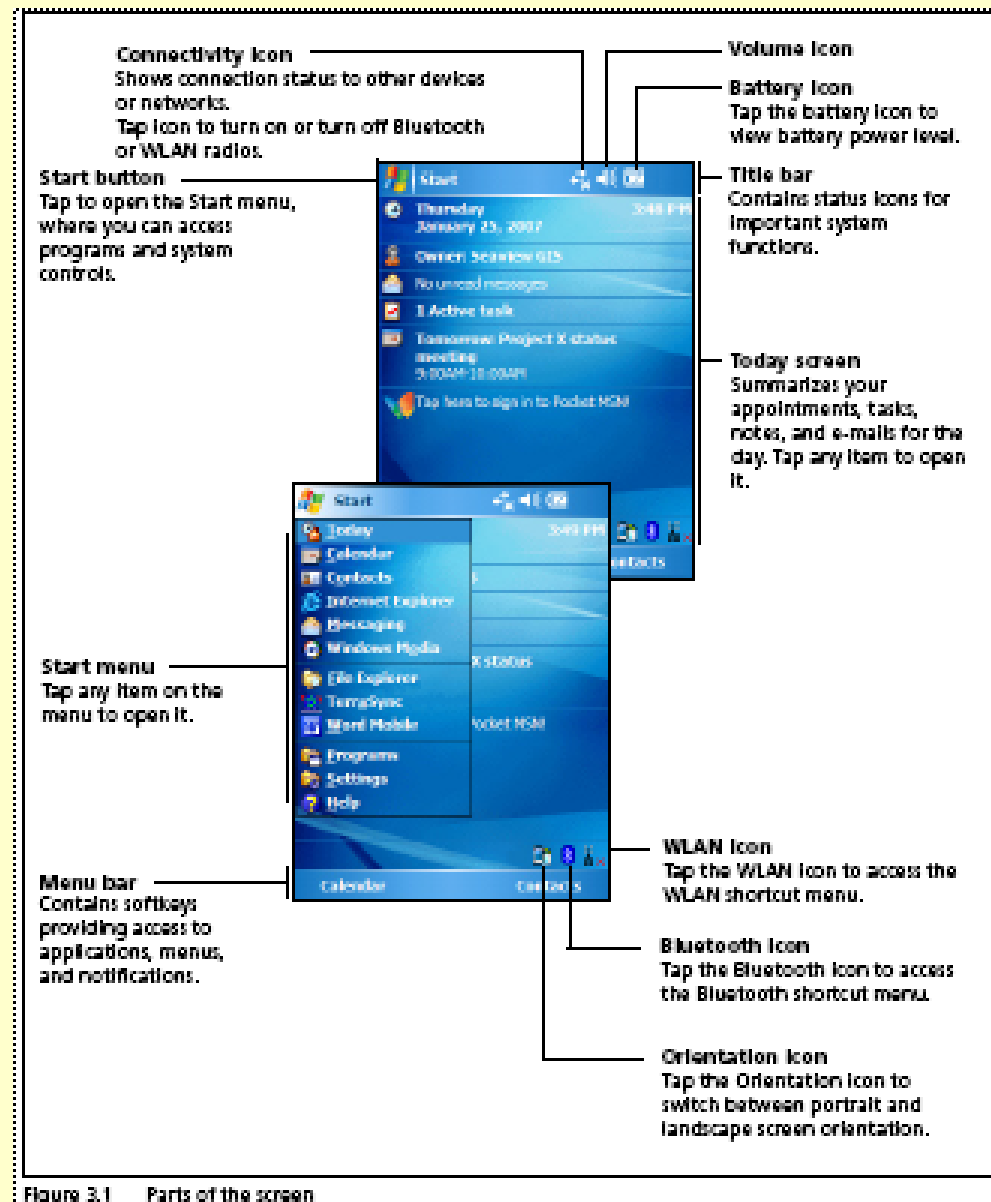 Connectivity icon
Shows connection status to other devices
or networks.
Tap icon to turn on or turn off Bluetooth
or WLAN radios.
Volume icon
Battery icon
Tap the battery icon to
view battery power level.
Start button
Tap to open the Start menu,
where you can access
programs and system
controls.
Title bar
Contains status icons for
important system
functions.
Start
Thursday 3:48 PM
January 25, 2007
Owner: Seaview GIS
No unread messages
1 Active task
Tomorrow: Project X status
meeting
9:00AM-10:00AM
Tap here to sign in to Pocket MSN!
Today screen
Summarizes your
appointments, tasks,
notes, and e-mails for the
day. Tap any item to open
it.
ontacts
Start
Today 3:49 PM
Calendar
Contacts
Internet Explorer
Messaging
Windows Media
X status
File Explorer
TerraSync
Word Mobile
Pocket MSN!
Programs
Settings
Help
Calendar Contacts
Start menu
Tap any item on the
menu to open it.
Menu bar
Contains softkeys
providing access to
applications, menus,
and notifications.
WLAN icon
Tap the WLAN icon to access the
WLAN shortcut menu.
Bluetooth icon
Tap the Bluetooth icon to access
the Bluetooth shortcut menu.
Orientation icon
Tap the Orientation icon to
switch between portrait and
landscape screen orientation.
Figure 3.1 Parts of the screen